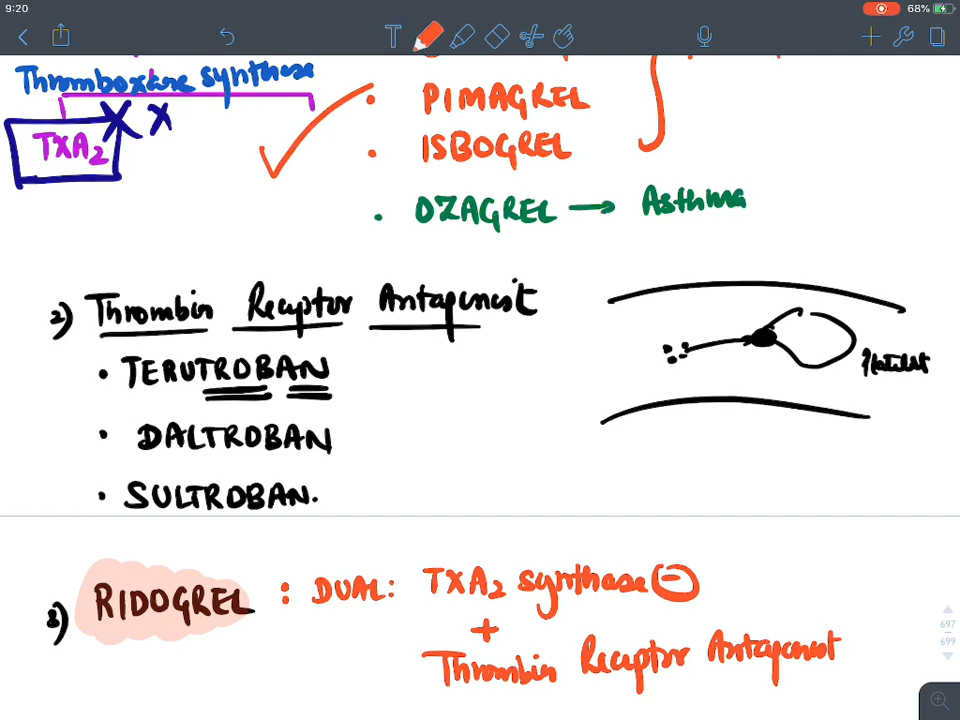 9:20
68%
T
Thromboxane synthase
TXA2
X X
• PIMAGREL
• ISBOGREL
• OZAGREL → Asthma
2) Thrombin Receptor Antagonist
• TERUTROBAN
• DALTROBAN
• SULTROBAN.
Platelet
3) RIDOGREL : DUAL: TXA2 synthase (-)
+
Thrombin Receptor Antagonist
697
699